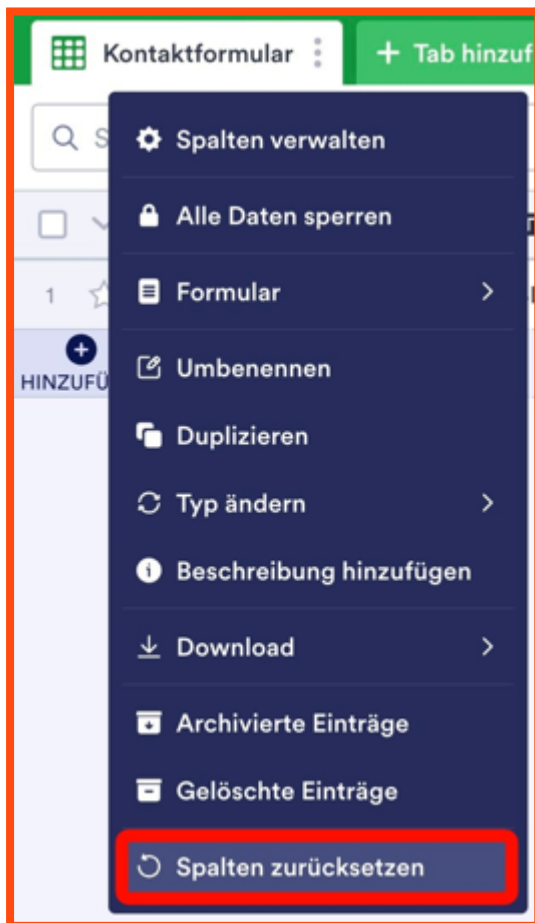 Kontaktformular
+ Tab hinzuf
S
Spalten verwalten
Alle Daten sperren
1
Formular
HINZUFÜ
Umbenennen
Duplizieren
Typ ändern
Beschreibung hinzufügen
Download
Archivierte Einträge
Gelöschte Einträge
Spalten zurücksetzen